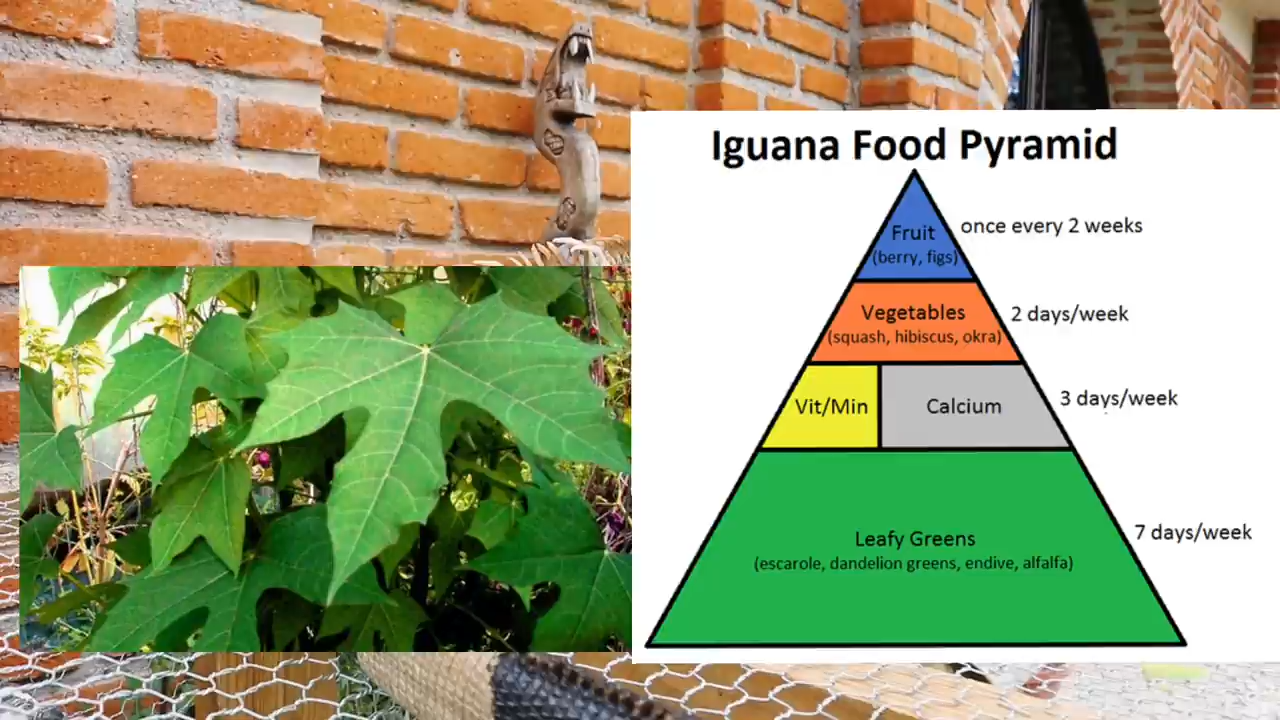 Iguana Food Pyramid
Fruit
(berry, figs)
once every 2 weeks
Vegetables
(squash, hibiscus, okra)
2 days/week
Vit/Min
Calcium
3 days/week
Leafy Greens
(escarole, dandelion greens, endive, alfalfa)
7 days/week